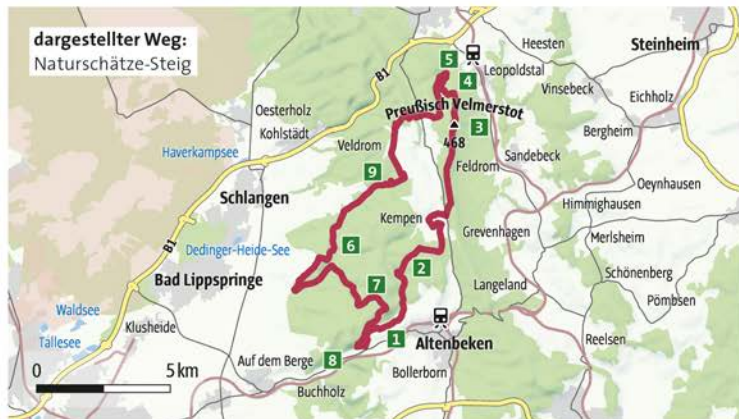 dargestellter Weg:
Naturschätze-Steig
B1
Heesten
Steinheim
5
Leopoldstal
4
Vinsebeck
Eichholz
Oesterholz
Kohlstädt
Preußisch Velmerstot
3
Bergheim
468
Veldrom
Sandebeck
Haverkampsee
Feldrom
9
Oeynhausen
Schlangen
Himmighausen
Kempen
Grevenhagen
Merlsheim
B1
Dedinger-Heide-See
6
Schönenberg
2
Bad Lippspringe
7
Langeland
Pömbsen
Waldsee
Klusheide
Tallesee
1
Altenbeken
Reelsen
0
5 km
Auf dem Berge
8
Bollerborn
Buchholz